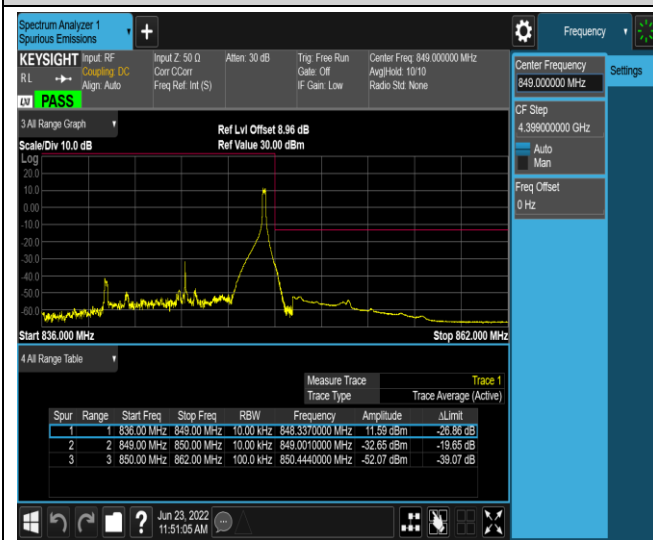 Spectrum Analyzer 1
Spurious Emissions
+
Frequency
KEYSIGHT Input: RF Input Z: 50 Ω Atten: 30 dB Trig: Free Run Center Freq: 849.000000 MHz
RL Coupling: DC Corr CCorr Gate: Off Avg|Hold: 10/10
Align: Auto Freq Ref: Int (S) IF Gain: Low Radio Std: None
LXI PASS
Center Frequency
849.000000 MHz
Settings
CF Step
4.399000000 GHz
Auto
Man
Freq Offset
0 Hz
3 All Range Graph
Ref Lvl Offset 8.96 dB
Scale/Div 10.0 dB Ref Value 30.00 dBm
Log
20.0
10.0
0.00
-10.0
-20.0
-30.0
-40.0
-50.0
-60.0
Start 836.000 MHz Stop 862.000 MHz
4 All Range Table
Measure Trace Trace 1
Trace Type Trace Average (Active)
Spur Range Start Freq Stop Freq RBW Frequency Amplitude ΔLimit
1 1 836.00 MHz 849.00 MHz 10.00 kHz 848.3370000 MHz 11.59 dBm -26.86 dB
2 2 849.00 MHz 850.00 MHz 10.00 kHz 849.0010000 MHz -32.65 dBm -19.65 dB
3 3 850.00 MHz 862.00 MHz 100.0 kHz 850.4440000 MHz -52.07 dBm -39.07 dB
? Jun 23, 2022
11:51:05 AM